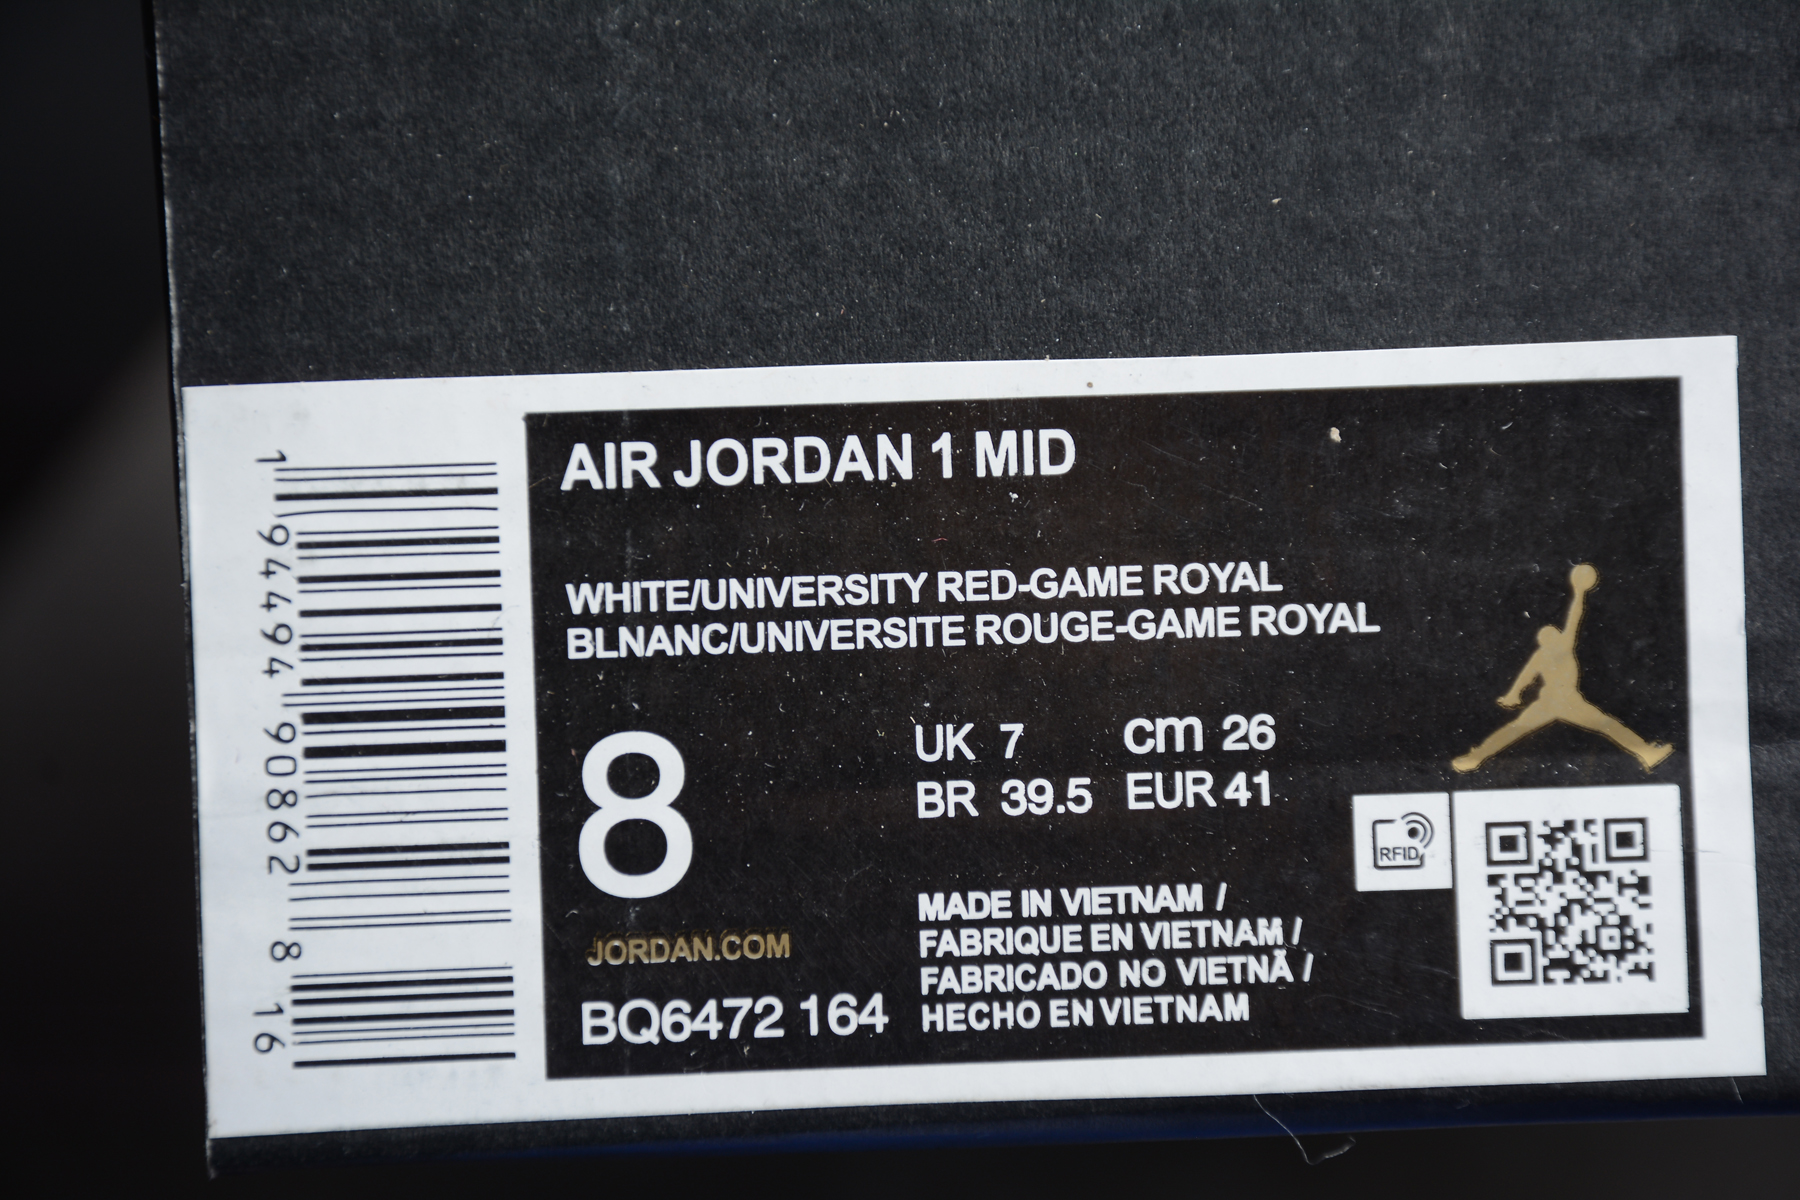 AIR JORDAN 1 MID
WHITE/UNIVERSITY RED-GAME ROYAL
BLNANC/UNIVERSITE ROUGE-GAME ROYAL
8
UK 7 cm 26
BR 39.5 EUR 41
RFID
MADE IN VIETNAM /
FABRIQUE EN VIETNAM /
FABRICADO NO VIETNÃ /
HECHO EN VIETNAM
JORDAN.COM
BQ6472 164
1 94494 90862 8 16